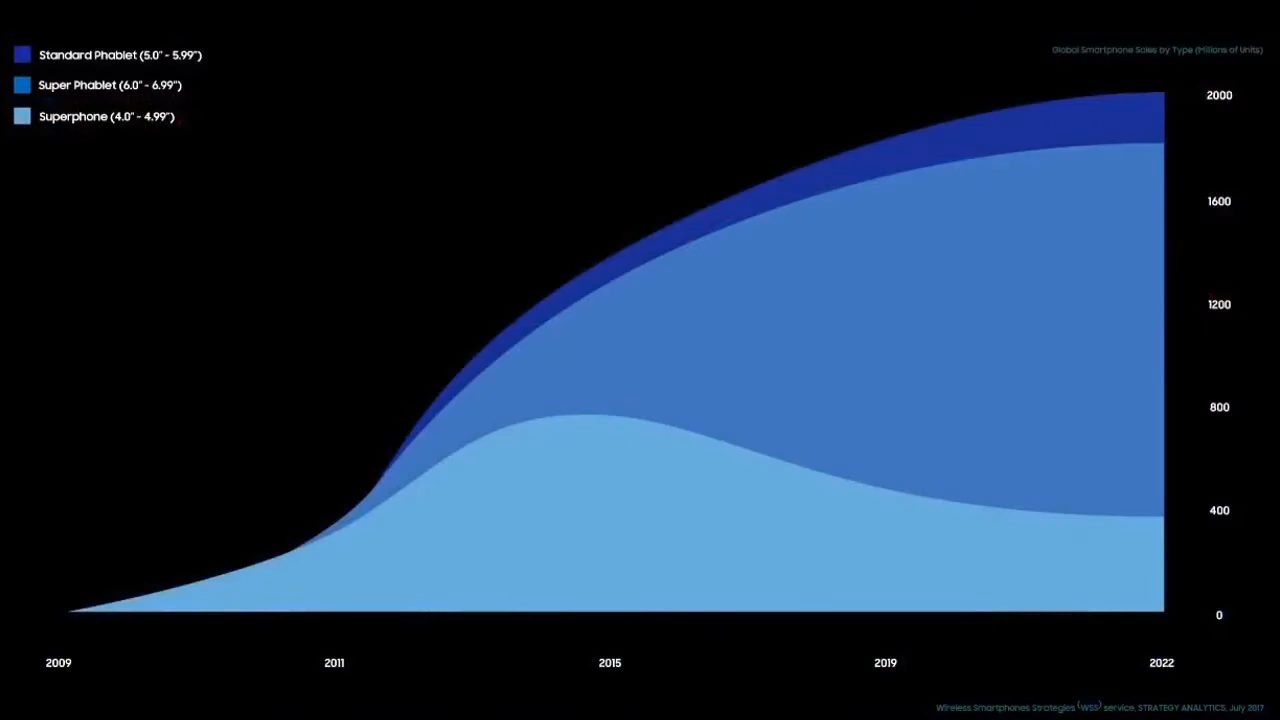 Standard Phablet (5.0" - 5.99")
Super Phablet (6.0" - 6.99")
Superphone (4.0" - 4.99")
Global Smartphone Sales by Type (Millions of Units)
2000
1600
1200
800
400
0
2009 2011 2015 2019 2022
Wireless Smartphones Strategies (WSS) service, STRATEGY ANALYTICS, July 2017